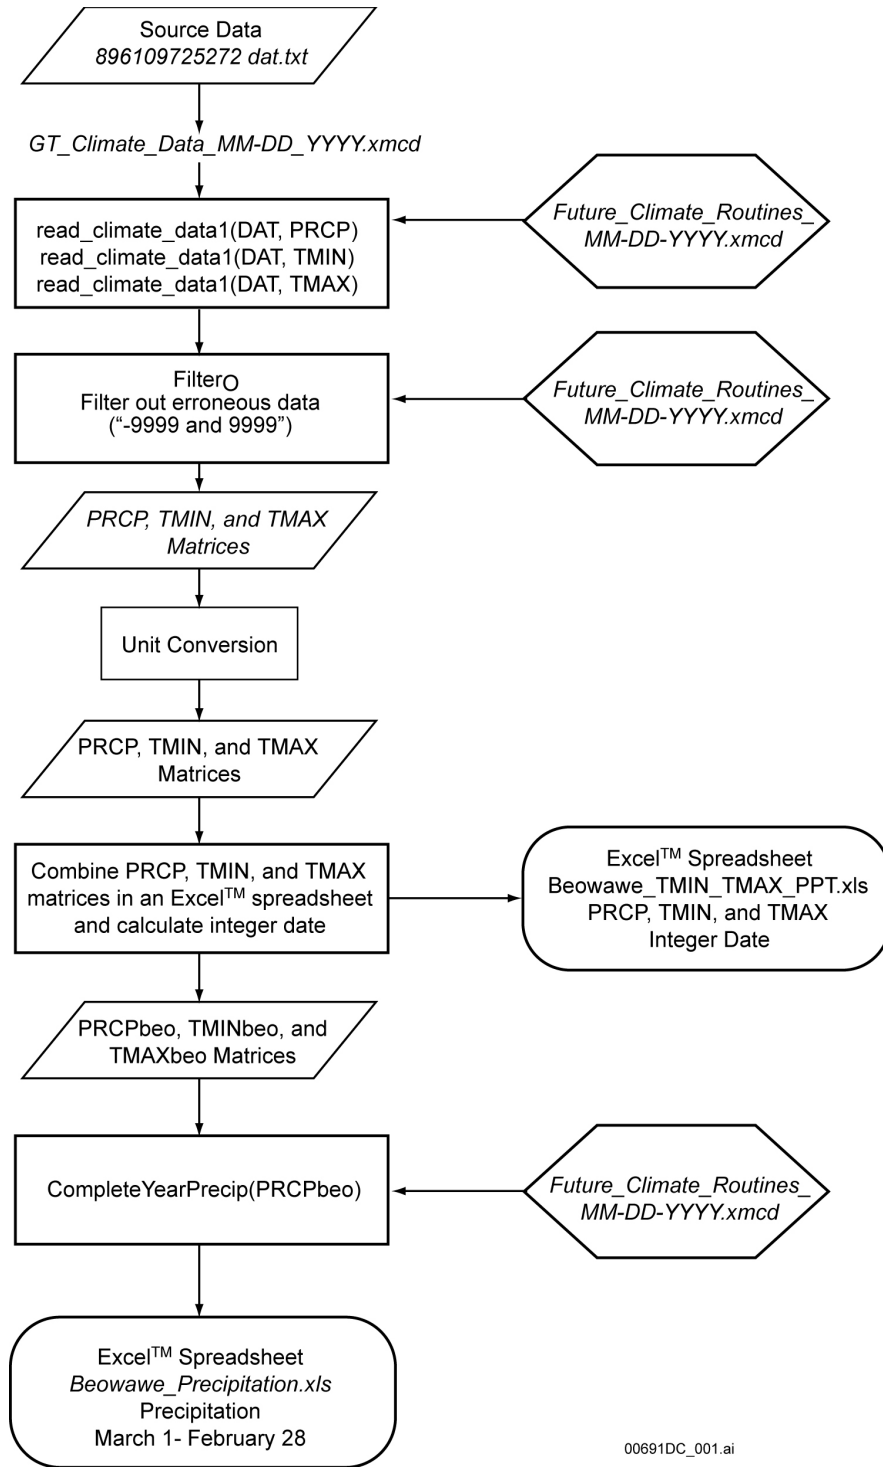 Source Data
896109725272 dat.txt
GT_Climate_Data_MM-DD_YYYY.xmcd
read_climate_data1(DAT, PRCP)
read_climate_data1(DAT, TMIN)
read_climate_data1(DAT, TMAX)
Future_Climate_Routines_
MM-DD-YYYY.xmcd
FilterO
Filter out erroneous data
(“-9999 and 9999”)
Future_Climate_Routines_
MM-DD-YYYY.xmcd
PRCP, TMIN, and TMAX
Matrices
Unit Conversion
PRCP, TMIN, and TMAX
Matrices
Combine PRCP, TMIN, and TMAX
matrices in an Excel™ spreadsheet
and calculate integer date
Excel™ Spreadsheet
Beowawe_TMIN_TMAX_PPT.xls
PRCP, TMIN, and TMAX
Integer Date
PRCPbeo, TMINbeo, and
TMAXbeo Matrices
CompleteYearPrecip(PRCPbeo)
Future_Climate_Routines_
MM-DD-YYYY.xmcd
Excel™ Spreadsheet
Beowawe_Precipitation.xls
Precipitation
March 1- February 28
00691DC_001.ai